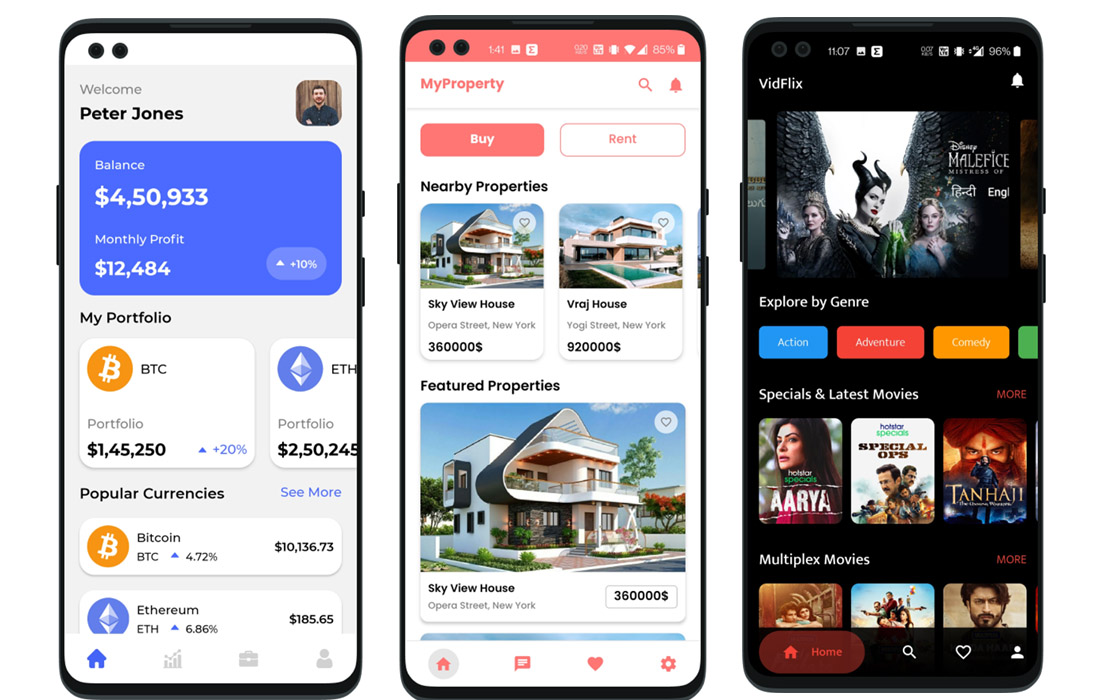 Welcome
Peter Jones
Balance
$4,50,933
Monthly Profit
$12,484
+10%
My Portfolio
BTC
ETH
Portfolio
Portfolio
$1,45,250
+20%
$2,50,245
Popular Currencies
See More
Bitcoin
BTC
4.72%
$10,136.73
Ethereum
ETH
6.86%
$185.65
1:41
85%
MyProperty
Buy
Rent
Nearby Properties
Sky View House
Opera Street, New York
360000$
Vraj House
Yogi Street, New York
920000$
Featured Properties
Sky View House
Opera Street, New York
360000$
11:07
96%
VidFlix
Disney
MALEFICE
MISTRESS OF
हिन्दी
Engl
Explore by Genre
Action
Adventure
Comedy
Specials & Latest Movies
MORE
hotstar
specials
AARYA
hotstar
specials
SPECIAL
OPS
TANHAJI
Multiplex Movies
MORE
Home